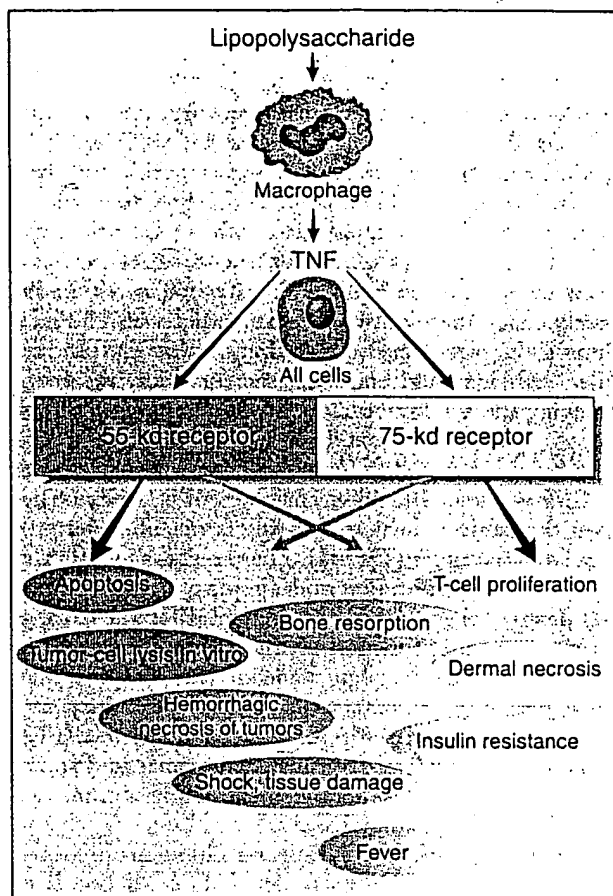 Lipopolysaccharide
Macrophage
TNF
All cells
55-kd receptor
75-kd receptor
Apoptosis
T-cell proliferation
Bone resorption
Tumor-cell lysis in vitro
Dermal necrosis
Hemorrhagic
necrosis of tumors
Insulin resistance
Shock, tissue damage
Fever